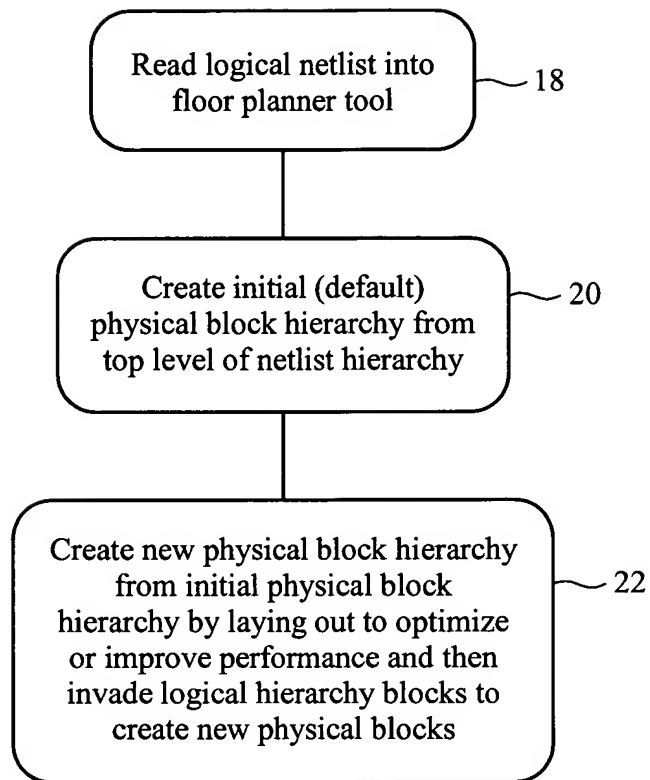 Read logical netlist into
floor planner tool
18
Create initial (default)
physical block hierarchy from
top level of netlist hierarchy
20
Create new physical block hierarchy
from initial physical block
hierarchy by laying out to optimize
or improve performance and then
invade logical hierarchy blocks to
create new physical blocks
22